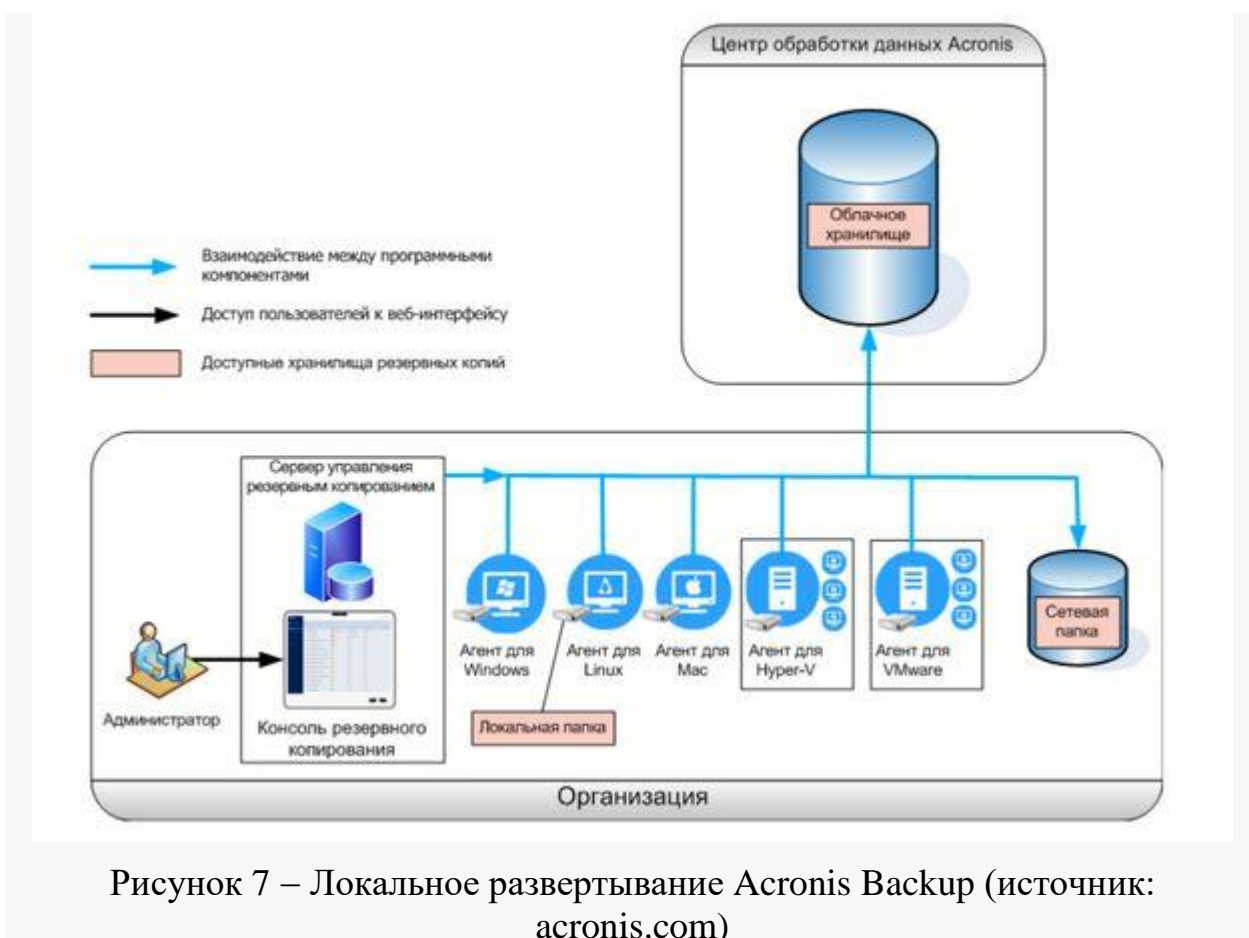 Центр обработки данных Acronis
Облачное
хранилище
Взаимодействие между программными
компонентами
Доступ пользователей к веб-интерфейсу
Доступные хранилища резервных копий
Сервер управления
резервным копированием
Администратор
Консоль резервного
копирования
Агент для
Windows
Агент для
Linux
Агент для
Mac
Агент для
Hyper-V
Агент для
VMware
Сетевая
папка
Локальная папка
Организация
Рисунок 7 – Локальное развертывание Acronis Backup (источник:
acronis.com)